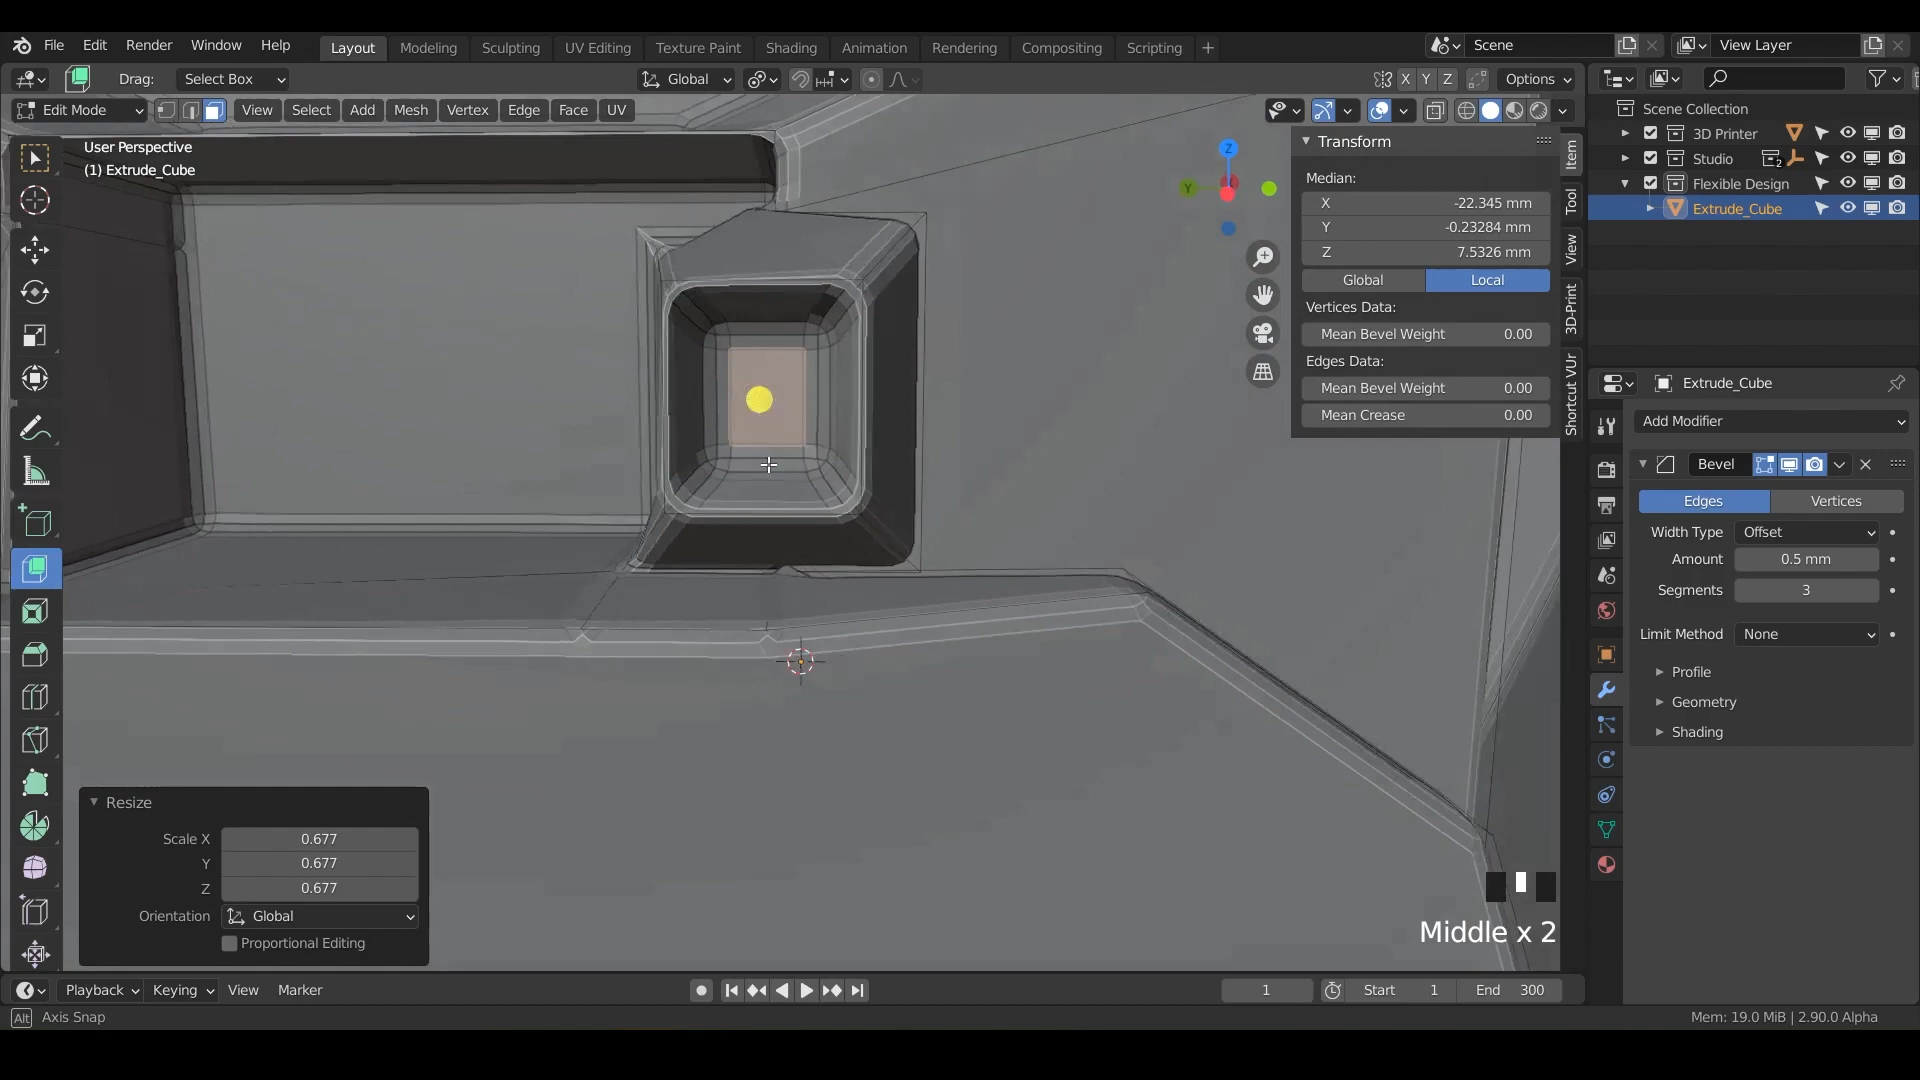 File Edit Render Window Help Layout Modeling Sculpting UV Editing Texture Paint Shading Animation Rendering Compositing Scripting + Scene View Layer
Drag: Select Box Global X Y Z Options
Edit Mode View Select Add Mesh Vertex Edge Face UV
User Perspective
(1) Extrude_Cube
Z
Y
Transform
Median:
X -22.345 mm
Y -0.23284 mm
Z 7.5326 mm
Global Local
Vertices Data:
Mean Bevel Weight 0.00
Edges Data:
Mean Bevel Weight 0.00
Mean Crease 0.00
Item
Tool
View
3D-Print
Shortcut VUr
Scene Collection
3D Printer
Studio 2
Flexible Design
Extrude_Cube
Extrude_Cube
Add Modifier
Bevel
Edges Vertices
Width Type Offset
Amount 0.5 mm
Segments 3
Limit Method None
Profile
Geometry
Shading
Resize
Scale X 0.677
Y 0.677
Z 0.677
Orientation Global
Proportional Editing
Middle x 2
Playback Keying View Marker 1 Start 1 End 300
Alt Axis Snap Mem: 19.0 MiB | 2.90.0 Alpha